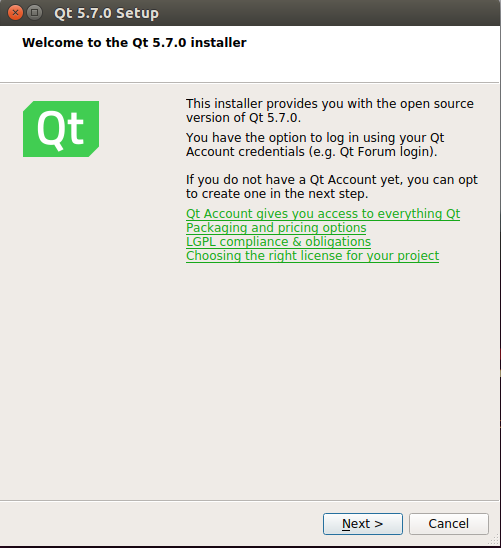 Qt 5.7.0 Setup
Welcome to the Qt 5.7.0 installer
Qt
This installer provides you with the open source
version of Qt 5.7.0.
You have the option to log in using your Qt
Account credentials (e.g. Qt Forum login).
If you do not have a Qt Account yet, you can opt
to create one in the next step.
Qt Account gives you access to everything Qt
Packaging and pricing options
LGPL compliance & obligations
Choosing the right license for your project
Next >
Cancel